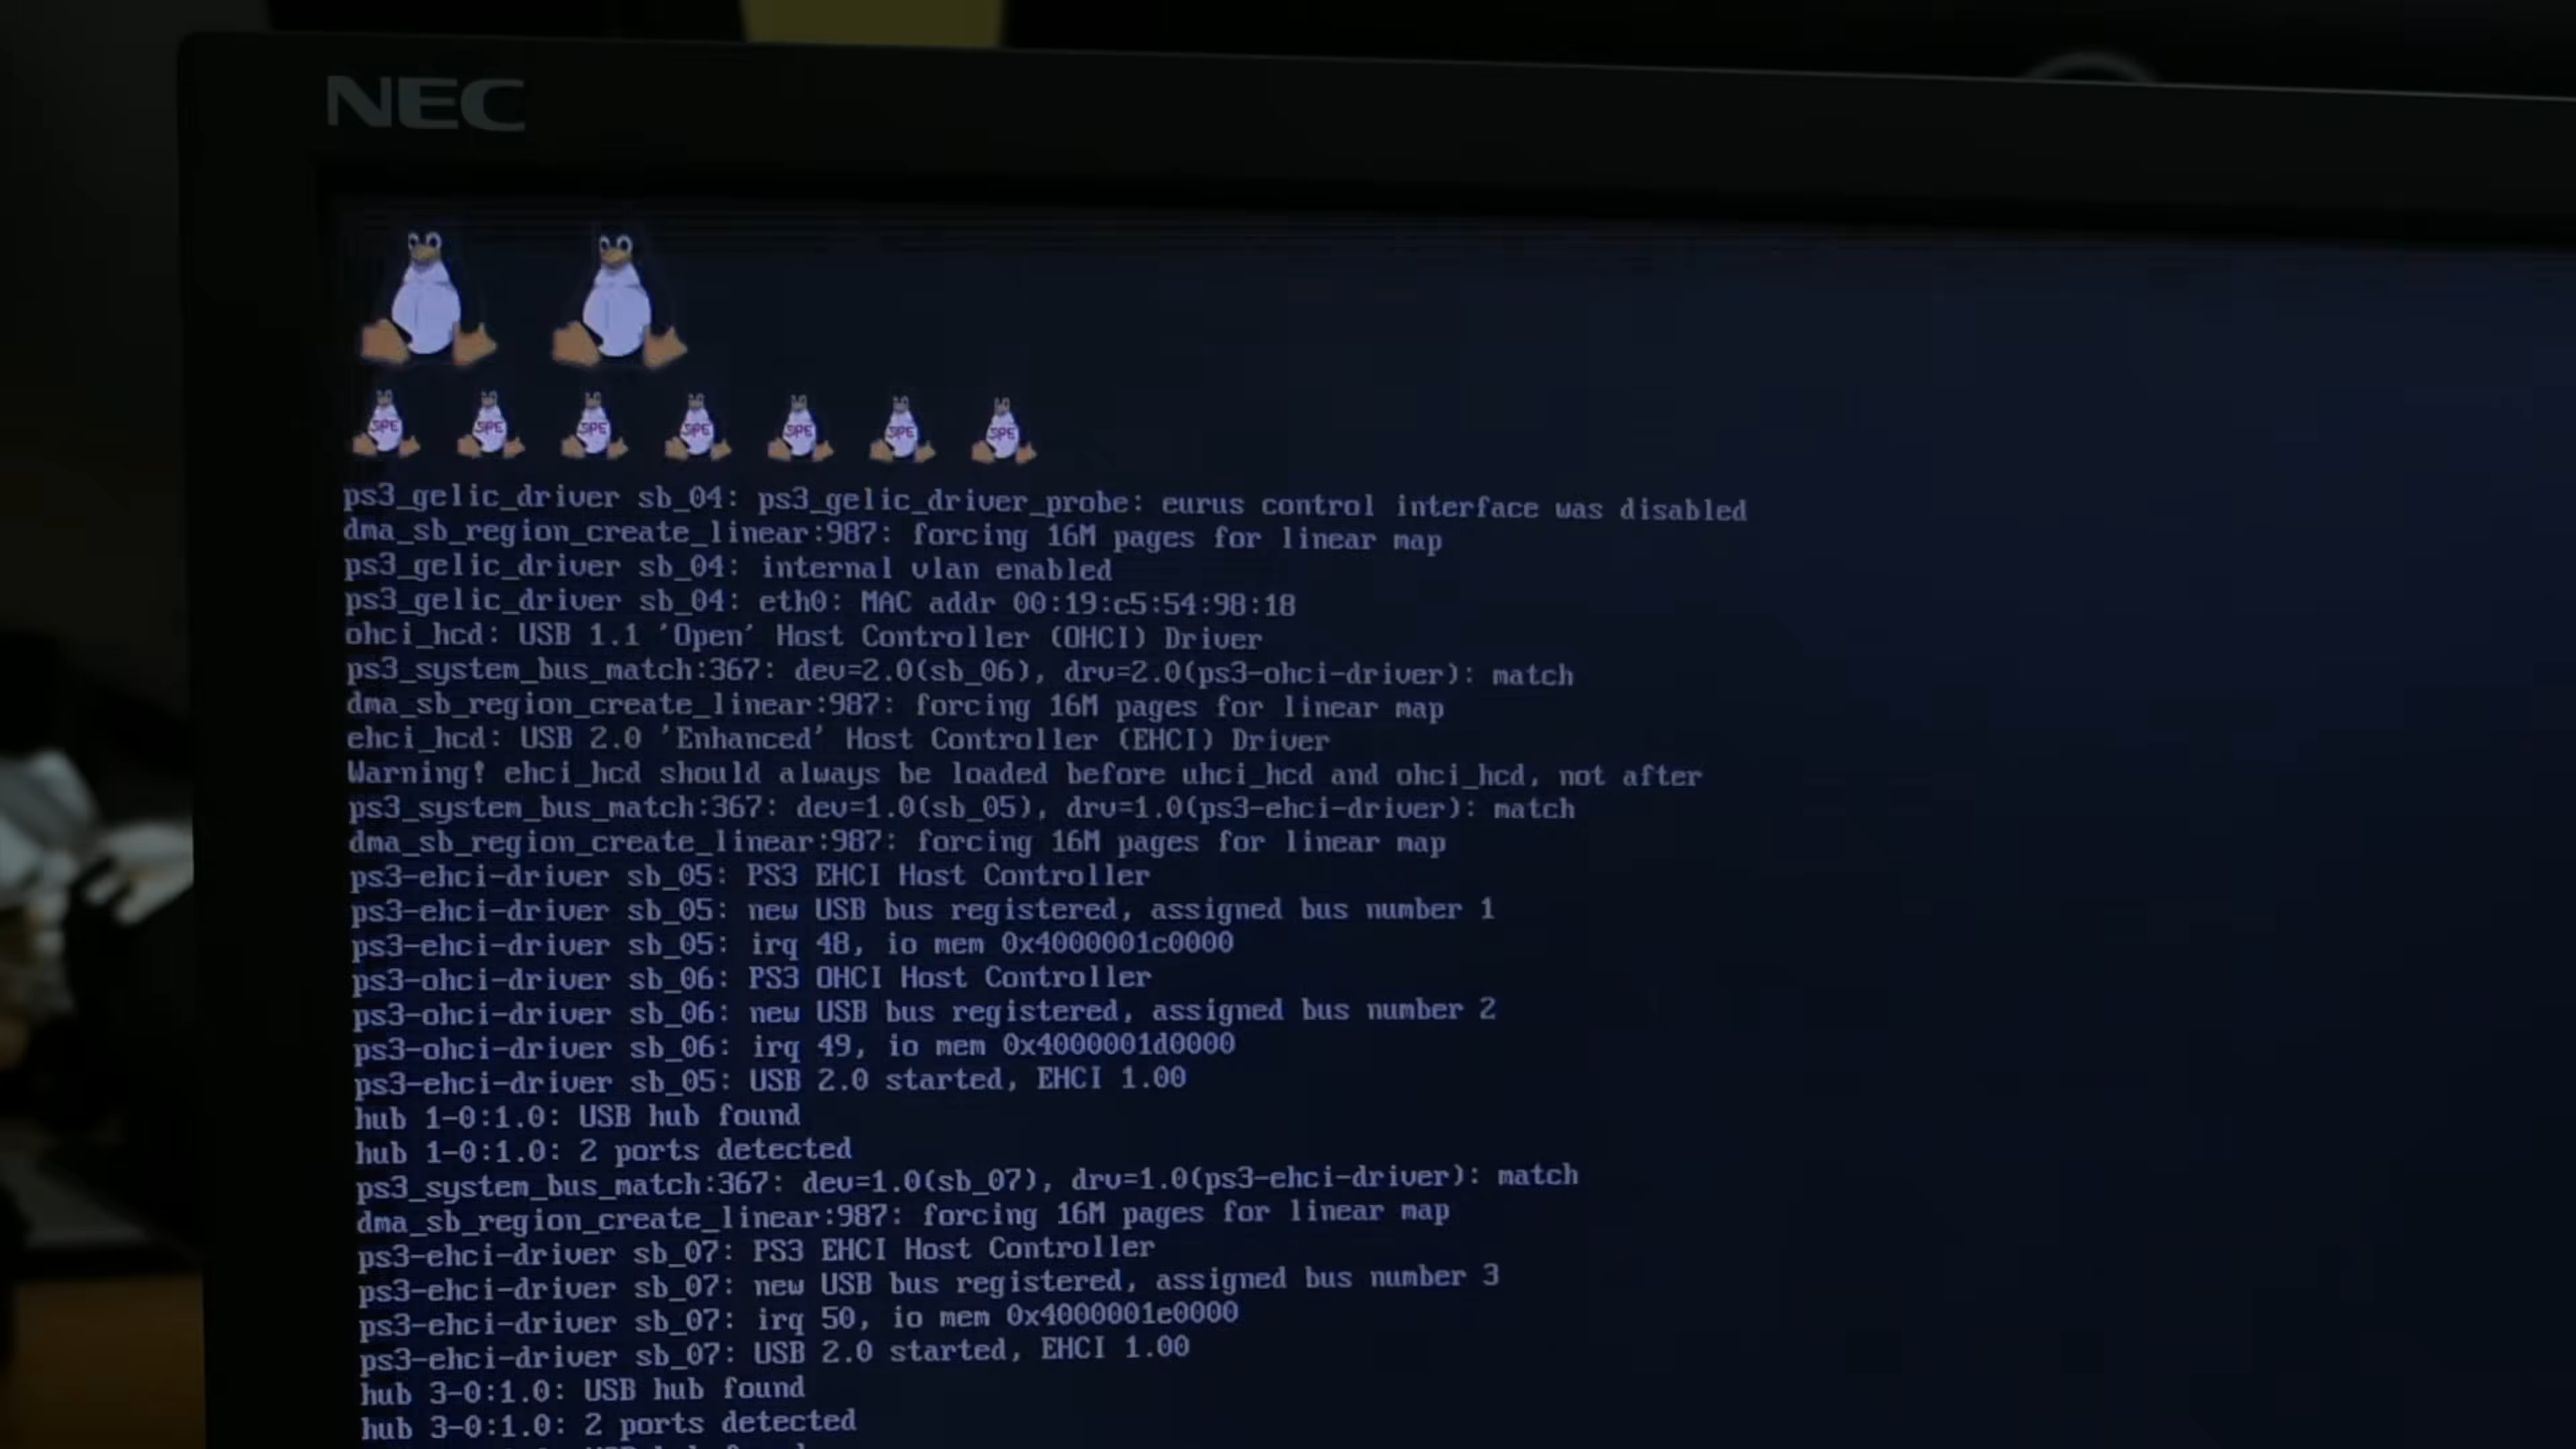 NEC
SPE SPE SPE SPE SPE SPE SPE
ps3_gelic_driver sb_04: ps3_gelic_driver_probe: eurus control interface was disabled
dma_sb_region_create_linear:987: forcing 16M pages for linear map
ps3_gelic_driver sb_04: internal vlan enabled
ps3_gelic_driver sb_04: eth0: MAC addr 00:19:c5:54:98:18
ohci_hcd: USB 1.1 'Open' Host Controller (OHCI) Driver
ps3_system_bus_match:367: dev=2.0(sb_06), drv=2.0(ps3-ohci-driver): match
dma_sb_region_create_linear:987: forcing 16M pages for linear map
ehci_hcd: USB 2.0 'Enhanced' Host Controller (EHCI) Driver
Warning! ehci_hcd should always be loaded before uhci_hcd and ohci_hcd, not after
ps3_system_bus_match:367: dev=1.0(sb_05), drv=1.0(ps3-ehci-driver): match
dma_sb_region_create_linear:987: forcing 16M pages for linear map
ps3-ehci-driver sb_05: PS3 EHCI Host Controller
ps3-ehci-driver sb_05: new USB bus registered, assigned bus number 1
ps3-ehci-driver sb_05: irq 48, io mem 0x4000001c0000
ps3-ohci-driver sb_06: PS3 OHCI Host Controller
ps3-ohci-driver sb_06: new USB bus registered, assigned bus number 2
ps3-ohci-driver sb_06: irq 49, io mem 0x4000001d0000
ps3-ehci-driver sb_05: USB 2.0 started, EHCI 1.00
hub 1-0:1.0: USB hub found
hub 1-0:1.0: 2 ports detected
ps3_system_bus_match:367: dev=1.0(sb_07), drv=1.0(ps3-ehci-driver): match
dma_sb_region_create_linear:987: forcing 16M pages for linear map
ps3-ehci-driver sb_07: PS3 EHCI Host Controller
ps3-ehci-driver sb_07: new USB bus registered, assigned bus number 3
ps3-ehci-driver sb_07: irq 50, io mem 0x4000001e0000
ps3-ehci-driver sb_07: USB 2.0 started, EHCI 1.00
hub 3-0:1.0: USB hub found
hub 3-0:1.0: 2 ports detected